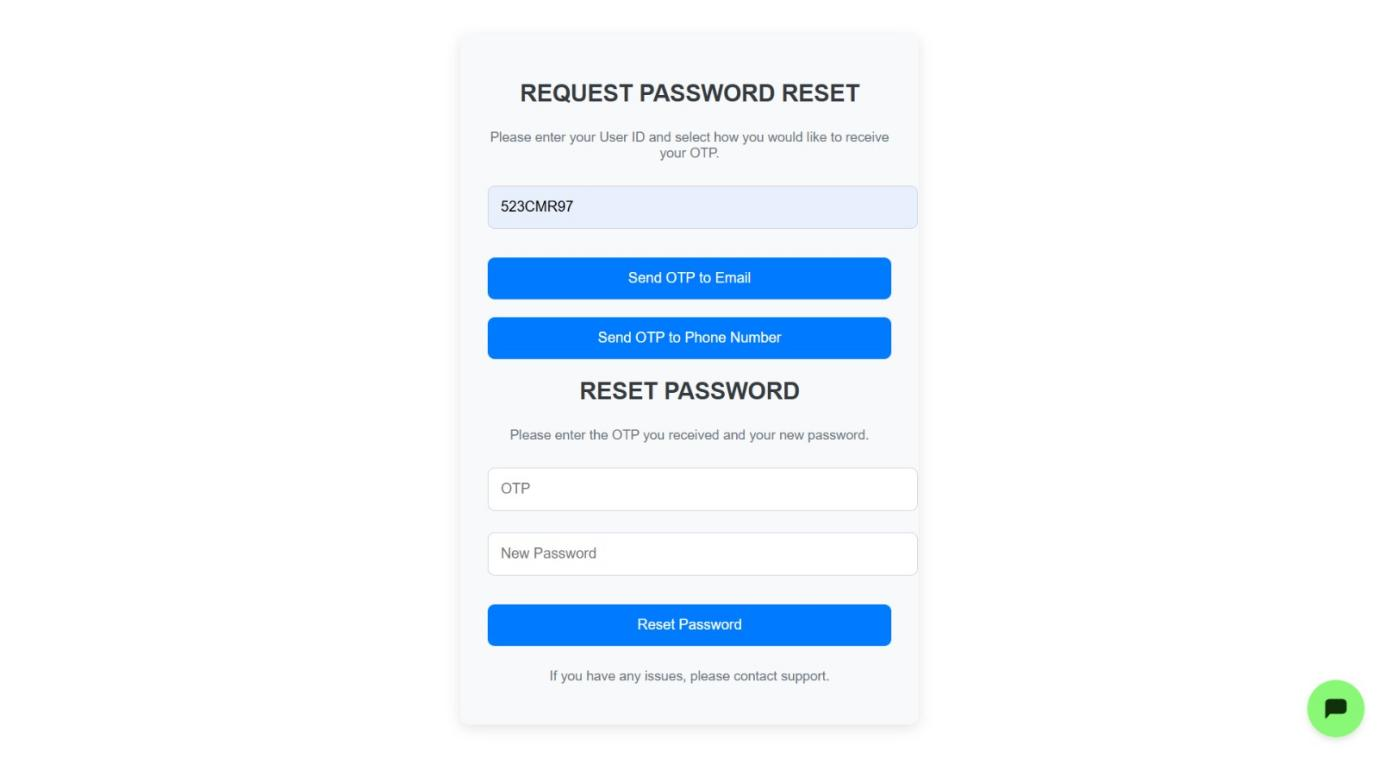 REQUEST PASSWORD RESET
Please enter your User ID and select how you would like to receive
your OTP.
523CMR97
Send OTP to Email
Send OTP to Phone Number
RESET PASSWORD
Please enter the OTP you received and your new password.
OTP
New Password
Reset Password
If you have any issues, please contact support.